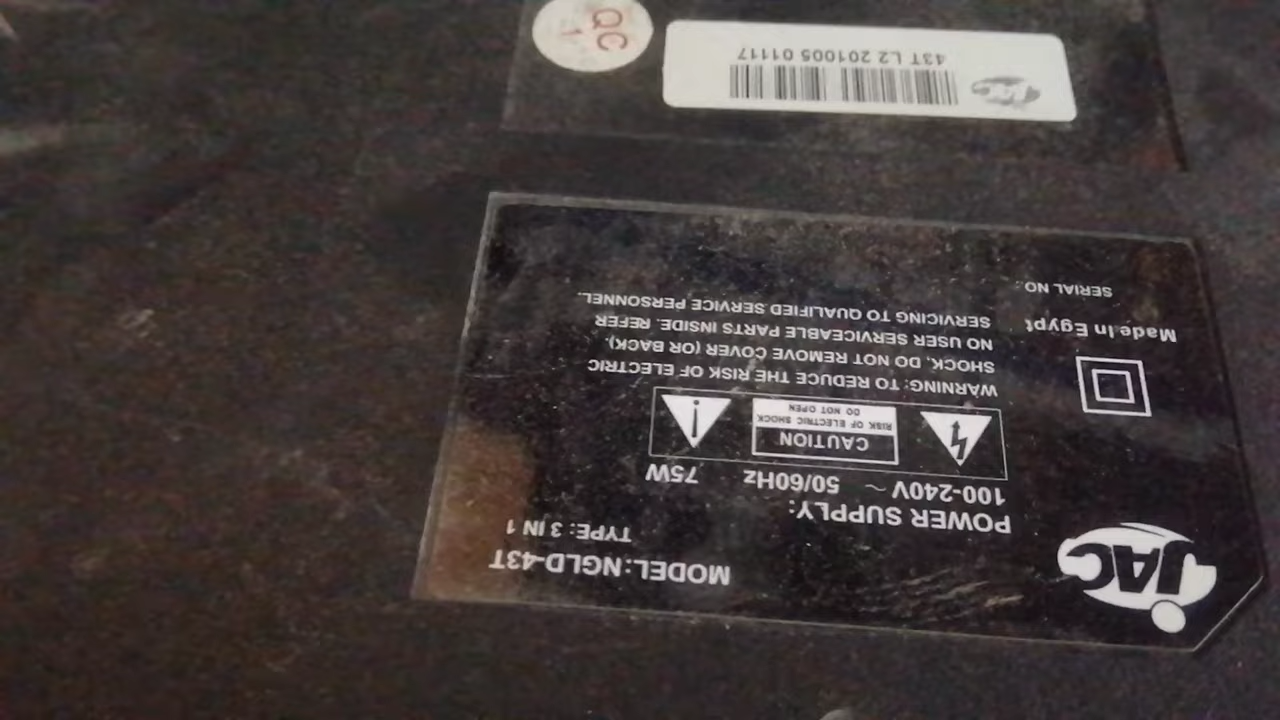 JAC
MODEL: NGLD-43T
TYPE: 3 IN 1
POWER SUPPLY:
100-240V ~ 50/60Hz 75W
CAUTION
RISK OF ELECTRIC SHOCK
DO NOT OPEN
WARNING: TO REDUCE THE RISK OF ELECTRIC
SHOCK, DO NOT REMOVE COVER (OR BACK).
NO USER SERVICEABLE PARTS INSIDE. REFER
SERVICING TO QUALIFIED SERVICE PERSONNEL.
Made In Egypt
SERIAL NO.:
JAC
43T L2 201005 01117
QC
1